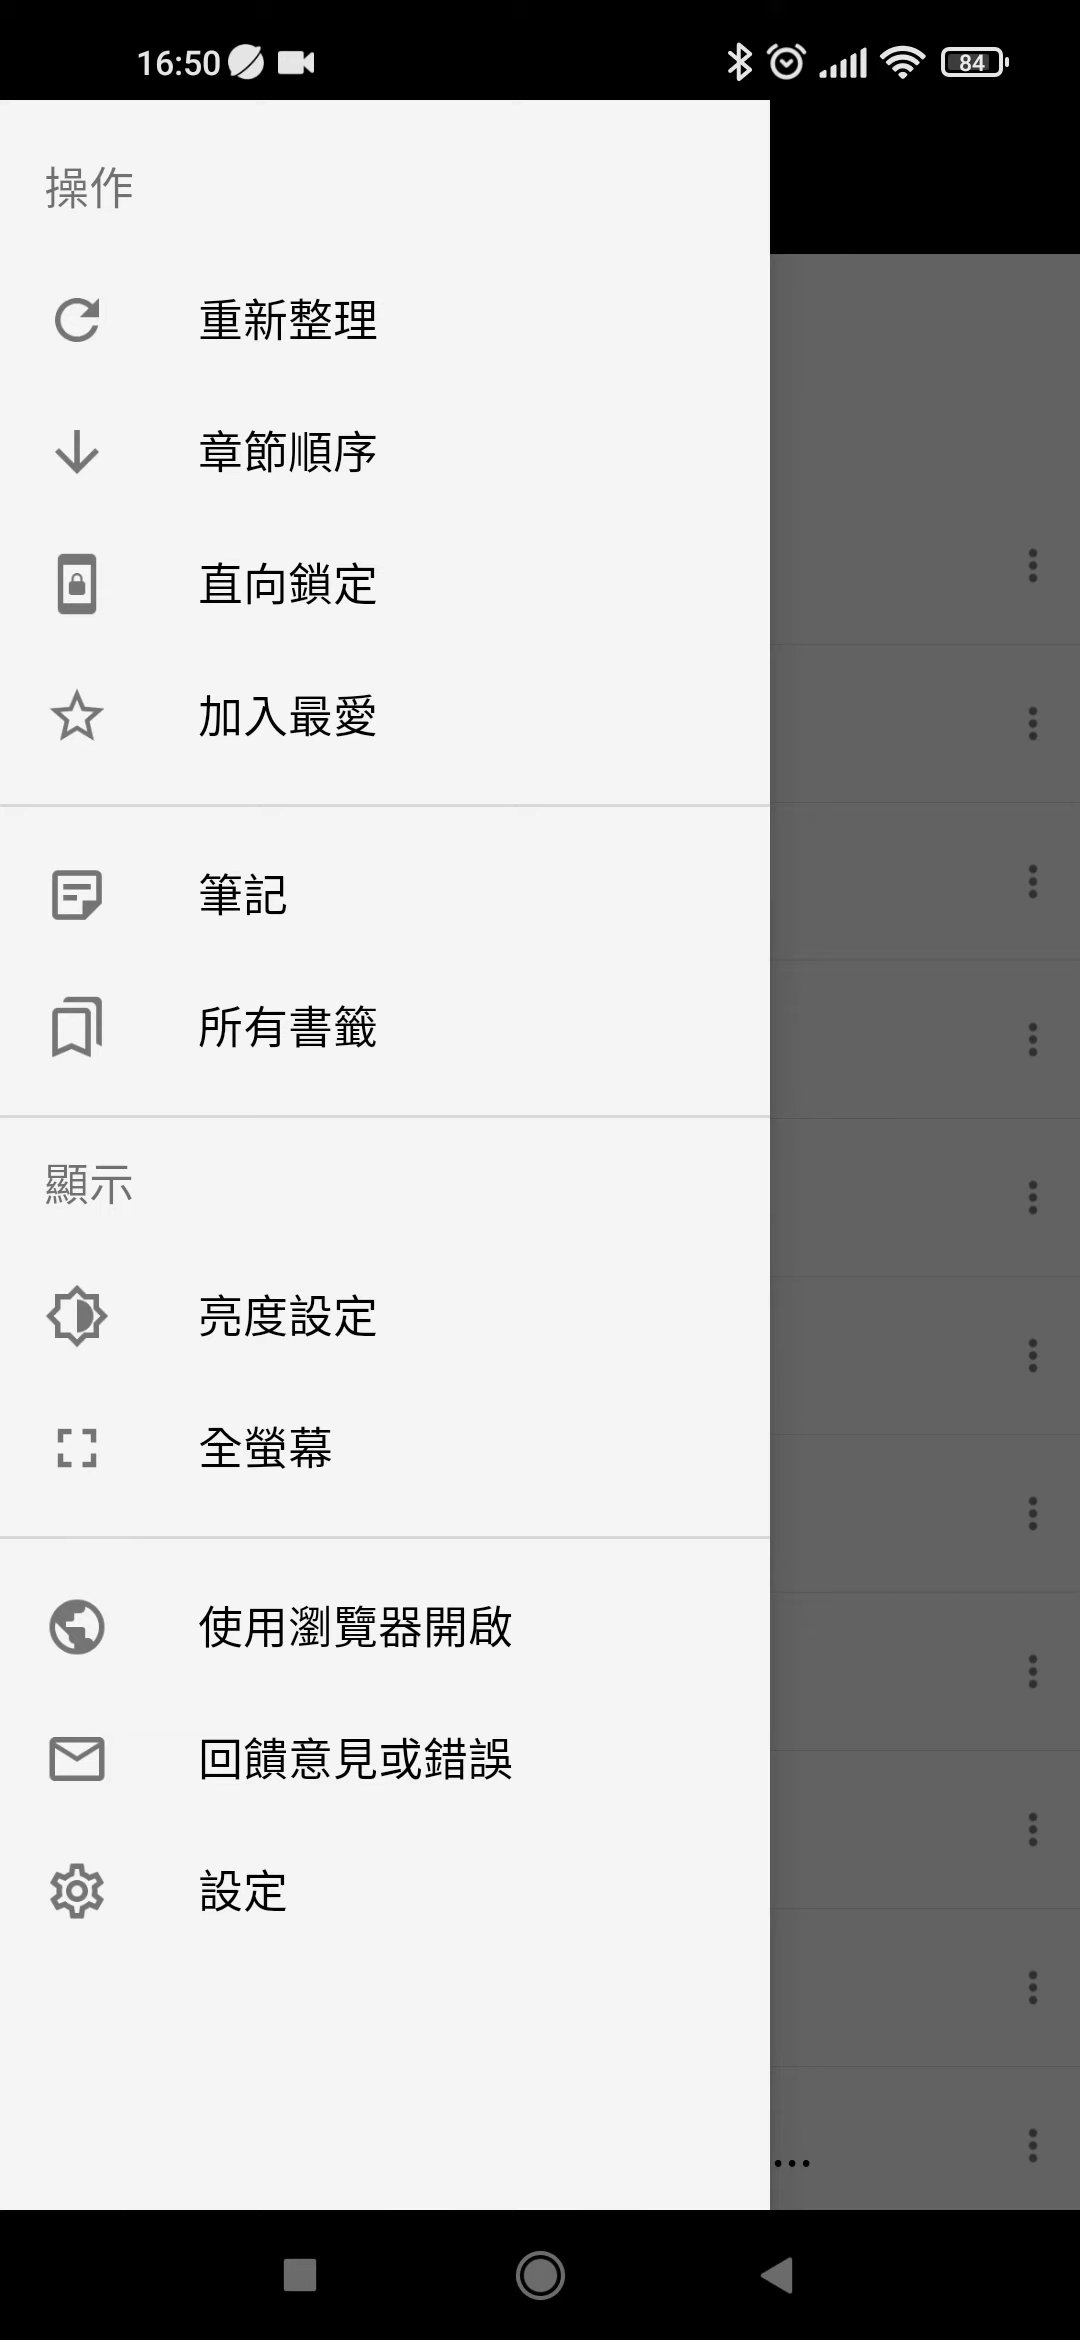 16:50
84
操作
重新整理
章節順序
直向鎖定
加入最愛
筆記
所有書籤
顯示
亮度設定
全螢幕
使用瀏覽器開啟
回饋意見或錯誤
設定
...